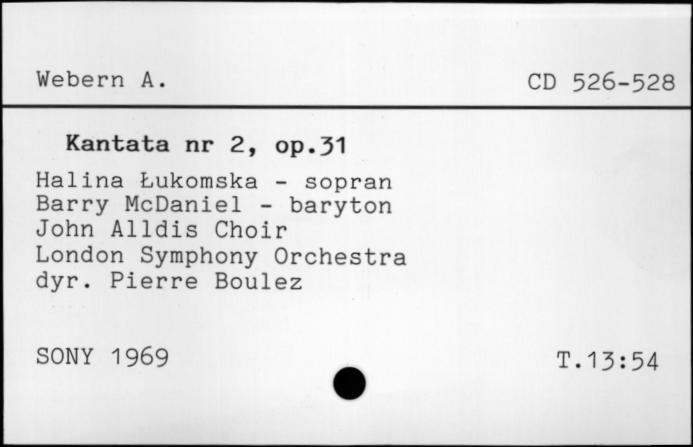 Webern A.
CD 526-528
Kantata nr 2, op.31
Halina Łukomska - sopran
Barry McDaniel - baryton
John Alldis Choir
London Symphony Orchestra
dyr. Pierre Boulez
SONY 1969
T.13:54